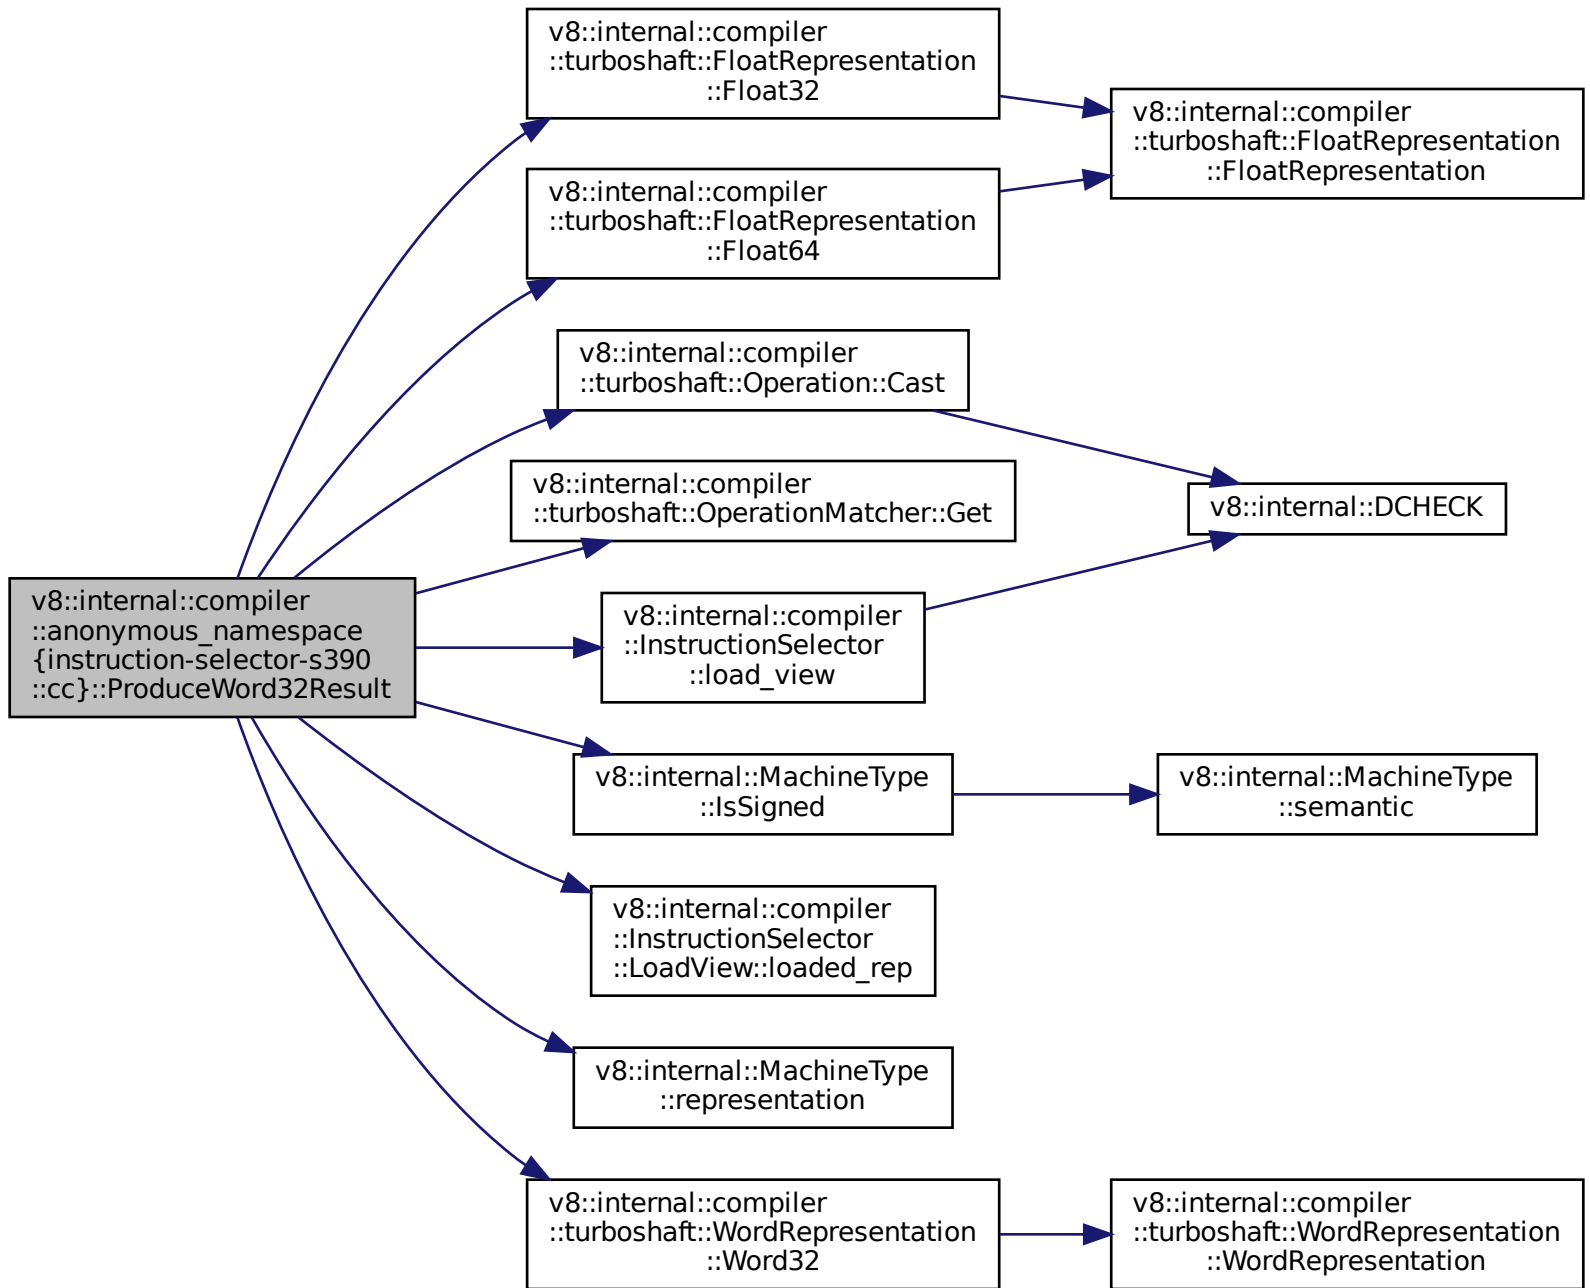 v8::internal::compiler
::turboshaft::FloatRepresentation
::Float32
v8::internal::compiler
::turboshaft::FloatRepresentation
::FloatRepresentation
v8::internal::compiler
::turboshaft::FloatRepresentation
::Float64
v8::internal::compiler
::turboshaft::Operation::Cast
v8::internal::compiler
::turboshaft::OperationMatcher::Get
v8::internal::DCHECK
v8::internal::compiler
::anonymous_namespace
{instruction-selector-s390
::cc}::ProduceWord32Result
v8::internal::compiler
::InstructionSelector
::load_view
v8::internal::MachineType
::IsSigned
v8::internal::MachineType
::semantic
v8::internal::compiler
::InstructionSelector
::LoadView::loaded_rep
v8::internal::MachineType
::representation
v8::internal::compiler
::turboshaft::WordRepresentation
::Word32
v8::internal::compiler
::turboshaft::WordRepresentation
::WordRepresentation